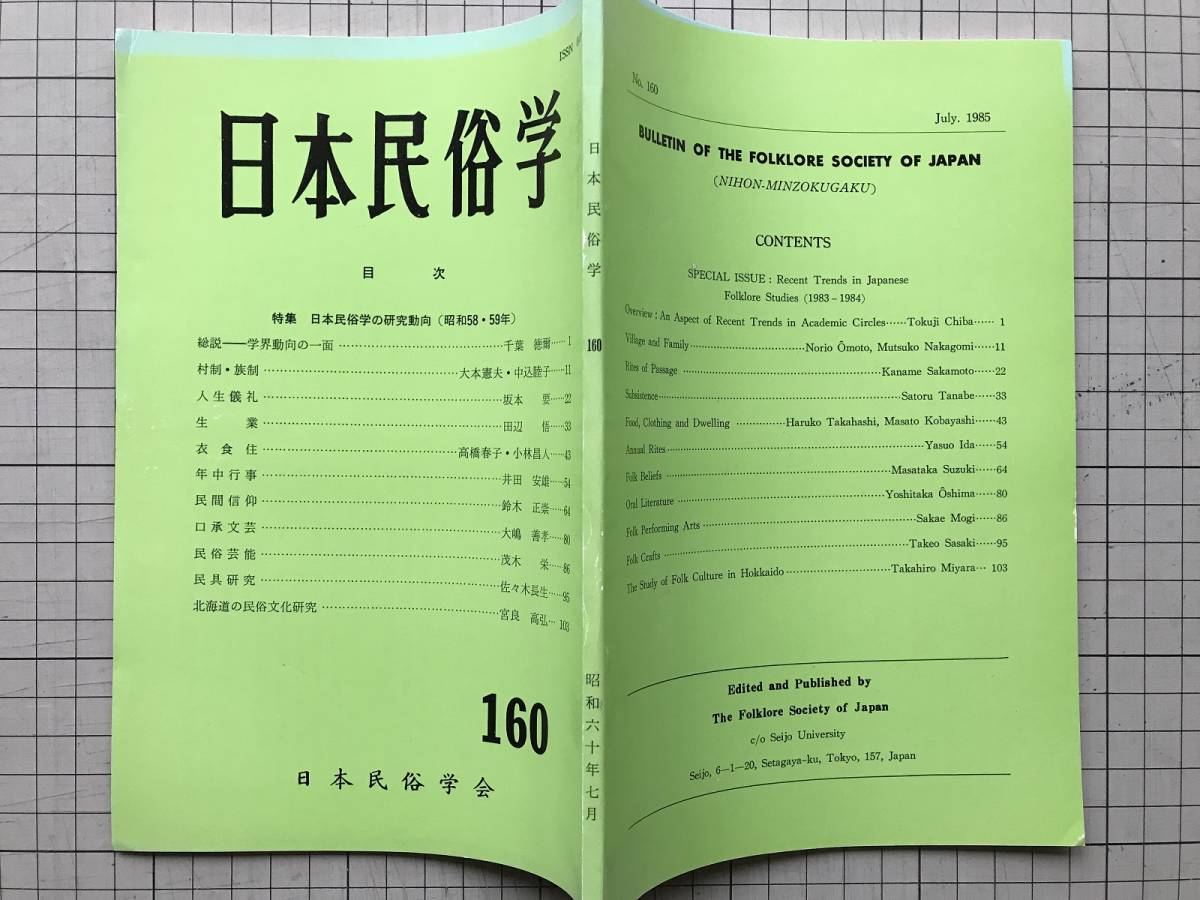 ISSN
日本民俗学
目 次
特集 日本民俗学の研究動向（昭和58・59年）
総説――学界動向の一面……千葉 徳爾……1
村制・族制……大本憲夫・中込睦子……11
人生儀礼……坂本 要……22
生 業……田辺 悟……33
衣食住……高橋春子・小林昌人……43
年中行事……井田 安雄……54
民間信仰……鈴木 正崇……64
口承文芸……大嶋 善孝……80
民俗芸能……茂木 栄……86
民具研究……佐々木長生……95
北海道の民俗文化研究……宮良 高弘…103
160
日本民俗学会
日本民俗学
160
昭和六十年七月
No. 160
July. 1985
BULLETIN OF THE FOLKLORE SOCIETY OF JAPAN
(NIHON-MINZOKUGAKU)
CONTENTS
SPECIAL ISSUE : Recent Trends in Japanese
Folklore Studies (1983-1984)
Overview : An Aspect of Recent Trends in Academic Circles……Tokuji Chiba……1
Village and Family……Norio Ômoto, Mutsuko Nakagomi……11
Rites of Passage……Kaname Sakamoto……22
Subsistence……Satoru Tanabe……33
Food, Clothing and Dwelling……Haruko Takahashi, Masato Kobayashi……43
Annual Rites……Yasuo Ida……54
Folk Beliefs……Masataka Suzuki……64
Oral Literature……Yoshitaka Ôshima……80
Folk Performing Arts……Sakae Mogi……86
Folk Crafts……Takeo Sasaki……95
The Study of Folk Culture in Hokkaido……Takahiro Miyara…103
Edited and Published by
The Folklore Society of Japan
c/o Seijo University
Seijo, 6-1-20, Setagaya-ku, Tokyo, 157, Japan